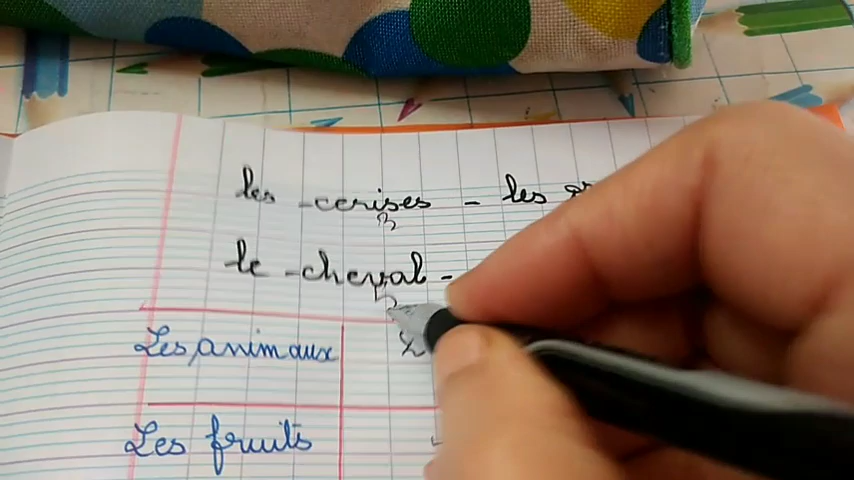 les - cerises - les
le - cheval -
Les animaux
Les fruits